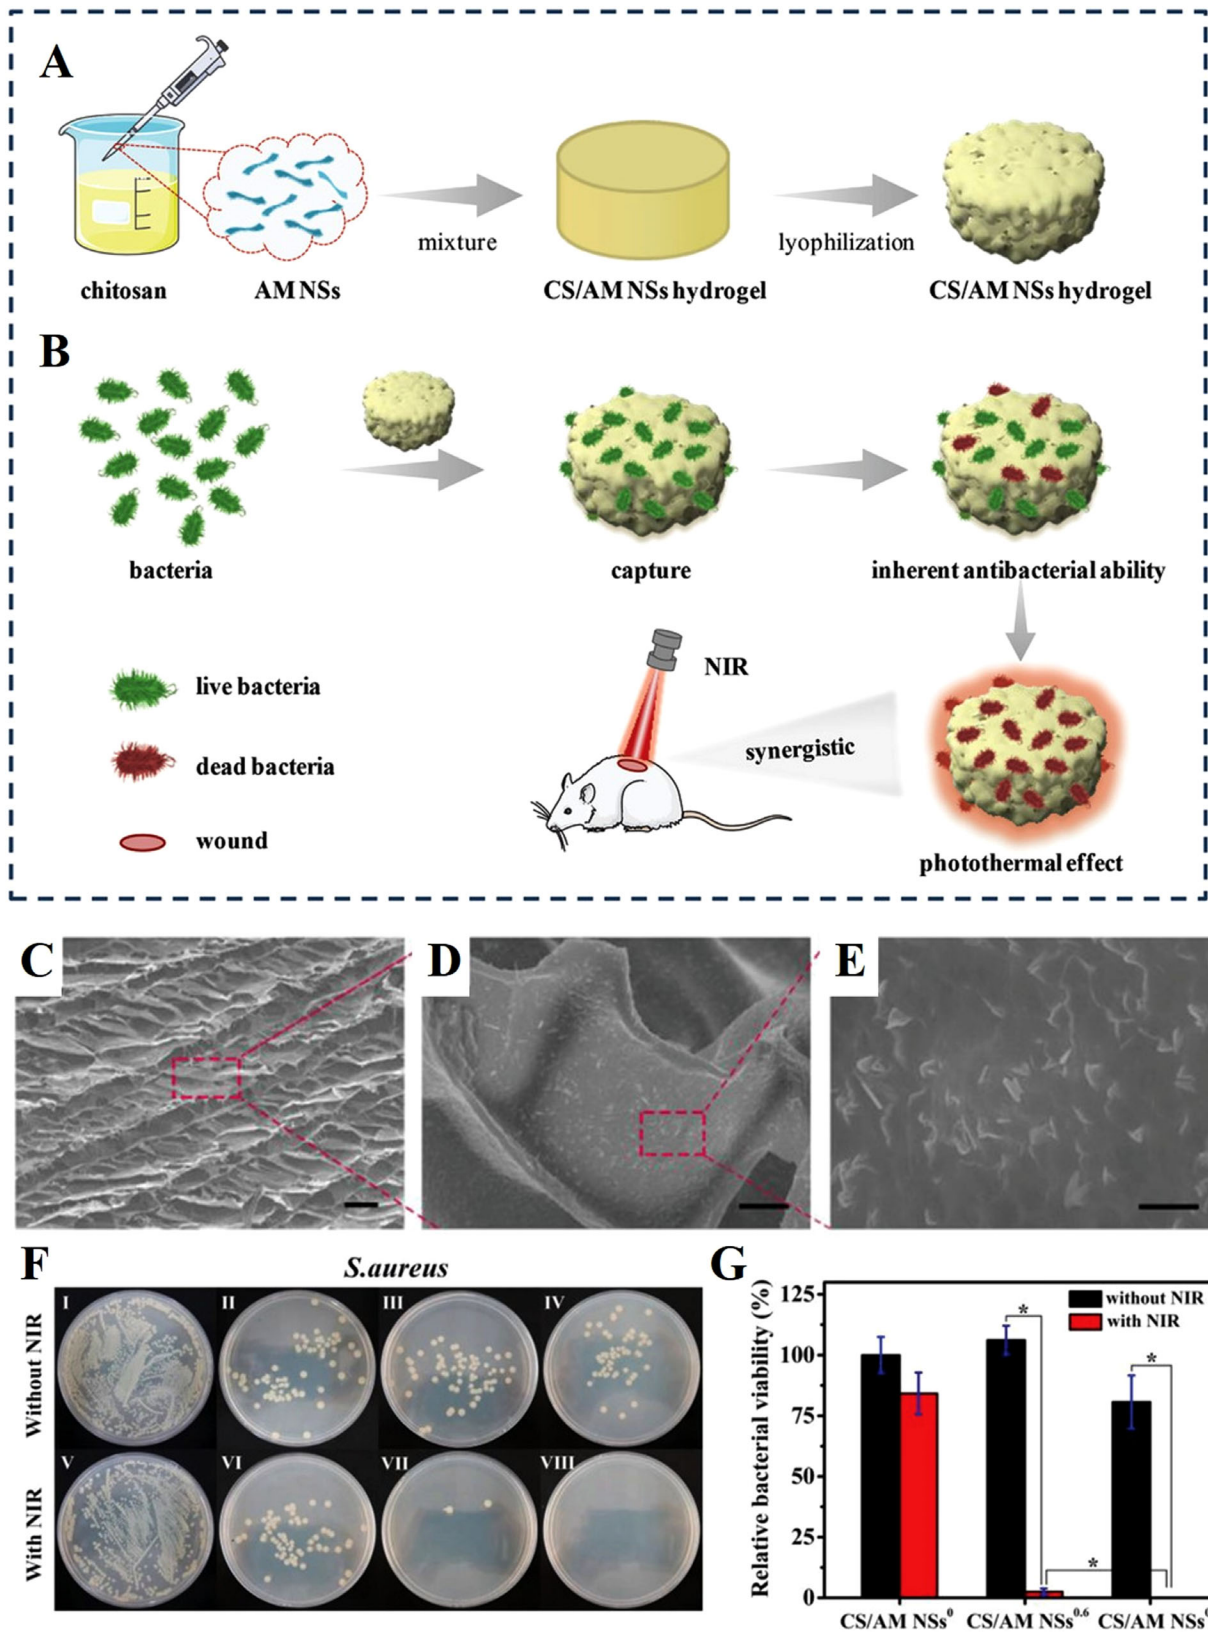 A
mixture
lyophilization
chitosan
AM NSs
CS/AM NSs hydrogel
CS/AM NSs hydrogel
B
bacteria
capture
inherent antibacterial ability
live bacteria
NIR
dead bacteria
synergistic
wound
photothermal effect
C
D
E
F
S.aureus
Without NIR
I
II
III
IV
With NIR
V
VI
VII
VIII
G
Relative bacterial viability (%)
without NIR
with NIR
125
100
75
50
25
0
*
*
*
CS/AM NSs⁰
CS/AM NSs⁰·⁶
CS/AM NSs⁰